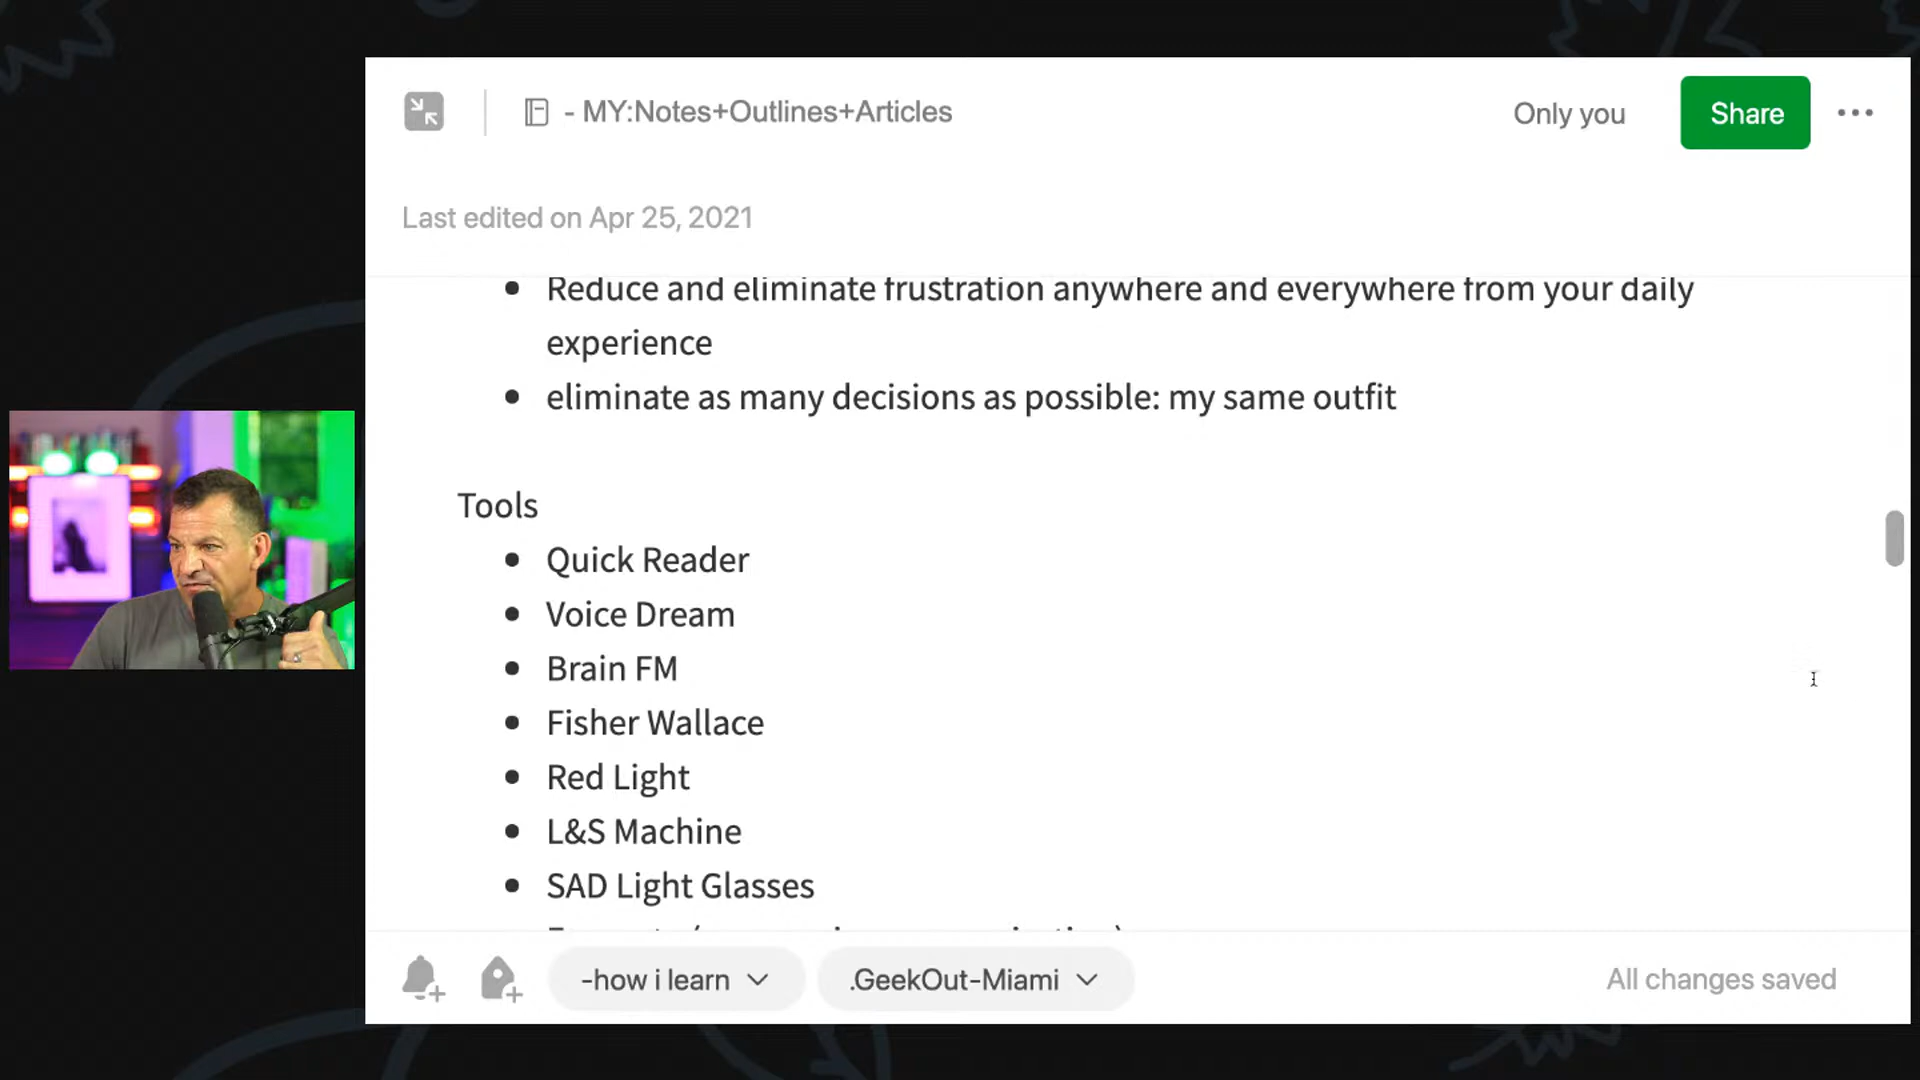 - MY:Notes+Outlines+Articles
Only you
Share
Last edited on Apr 25, 2021
Reduce and eliminate frustration anywhere and everywhere from your daily
experience
eliminate as many decisions as possible: my same outfit
Tools
Quick Reader
Voice Dream
Brain FM
Fisher Wallace
Red Light
L&S Machine
SAD Light Glasses
-how i learn
.GeekOut-Miami
All changes saved